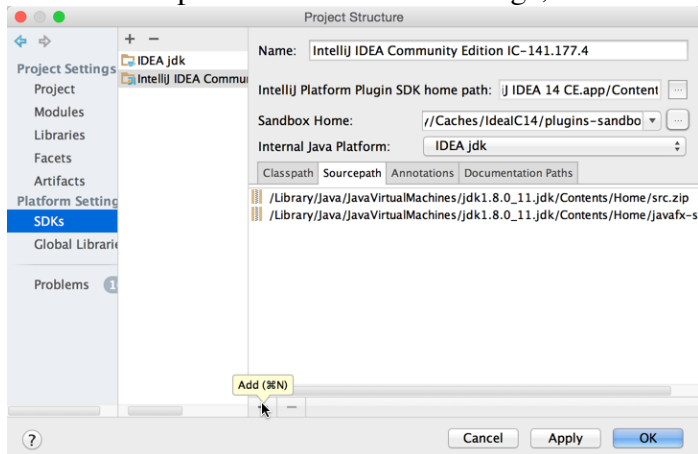 Project Structure
Project Settings
Project
Modules
Libraries
Facets
Artifacts
Platform Setting
SDKs
Global Librarie
Problems
+ −
IDEA jdk
IntelliJ IDEA Commu
Name: IntelliJ IDEA Community Edition IC-141.177.4
IntelliJ Platform Plugin SDK home path: IJ IDEA 14 CE.app/Content ...
Sandbox Home: //Caches/IdeaIC14/plugins-sandbo ...
Internal Java Platform: IDEA jdk
Classpath Sourcepath Annotations Documentation Paths
/Library/Java/JavaVirtualMachines/jdk1.8.0_11.jdk/Contents/Home/src.zip
/Library/Java/JavaVirtualMachines/jdk1.8.0_11.jdk/Contents/Home/javafx-s
Add (⌘N)
? Cancel Apply OK